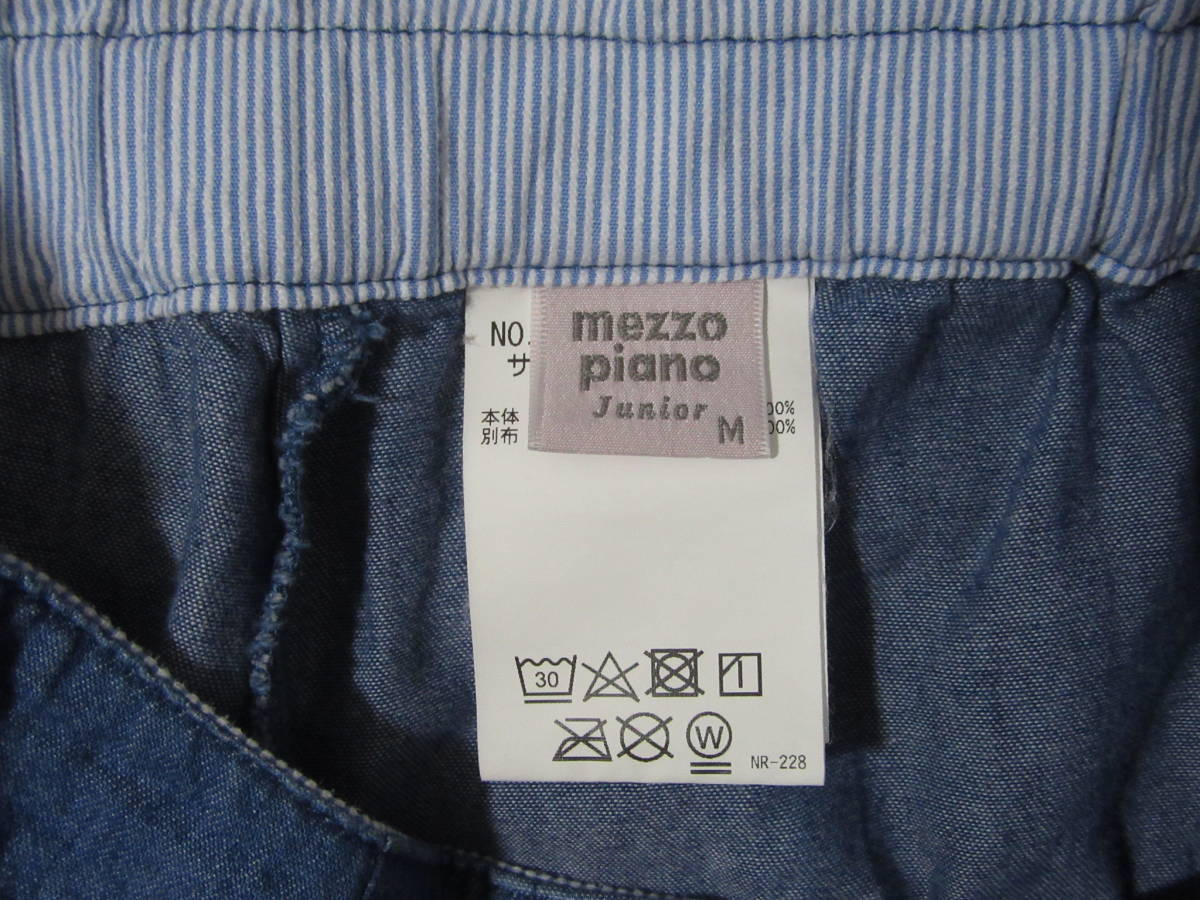 mezzo
piano
Junior
M
NO.
サ
本体 00%
別布 00%
30
W
NR-228